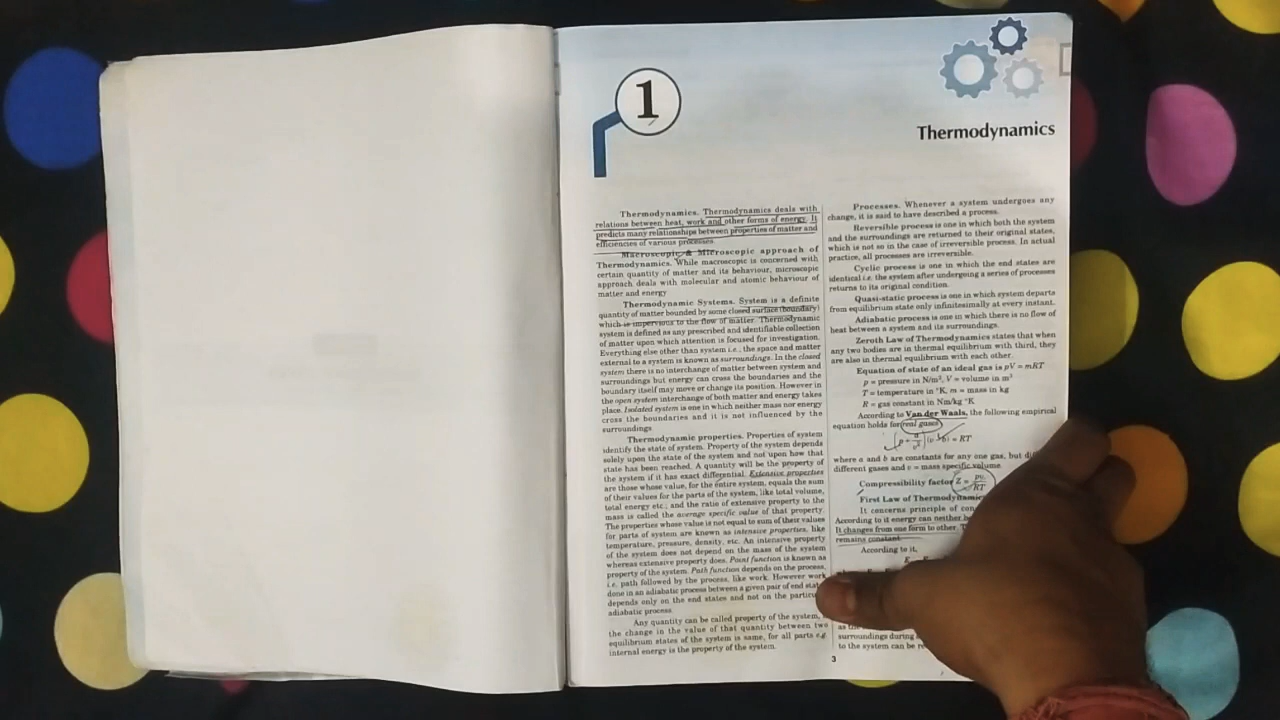 1
Thermodynamics
Thermodynamics. Thermodynamics deals with
relations between heat, work and other forms of energy. It
predicts many relationships between properties of matter and
efficiencies of various processes.
Macroscopic & Microscopic approach of
Thermodynamics. While macroscopic is concerned with
certain quantity of matter and its behaviour, microscopic
approach deals with molecular and atomic behaviour of
matter and energy
Thermodynamic Systems. System is a definite
quantity of matter bounded by some closed surface (boundary)
which is impervious to the flow of matter. Thermodynamic
system is defined as any prescribed and identifiable collection
of matter upon which attention is focused for investigation.
Everything else other than system i.e., the space and matter
external to a system is known as surroundings. In the closed
system there is no interchange of matter between system and
surroundings but energy can cross the boundaries and the
boundary itself may move or change its position. However in
the open system interchange of both matter and energy takes
place. Isolated system is one in which neither mass nor energy
cross the boundaries and it is not influenced by the
surroundings.
Thermodynamic properties. Properties of system
identify the state of system. Property of the system depends
solely upon the state of the system and not upon how that
state has been reached. A quantity will be the property of
the system if it has exact differential. Extensive properties
are those whose value, for the entire system, equals the sum
of their values for the parts of the system, like total volume,
total energy etc., and the ratio of extensive property to the
mass is called the average specific value of that property.
The properties whose value is not equal to sum of their values
for parts of system are known as intensive properties, like
temperature, pressure, density, etc. An intensive property
of the system does not depend on the mass of the system
whereas extensive property does. Point function is known as
property of the system. Path function depends on the process,
i.e. path followed by the process, like work. However work
done in an adiabatic process between a given pair of end
depends only on the end states and not on the
adiabatic process.
Any quantity can be called property of the system,
the change in the value of that quantity between two
equilibrium states of the system is same, for all parts e.g.
internal energy is the property of the system.
Processes. Whenever a system undergoes any
change, it is said to have described a process.
Reversible process is one in which both the system
and the surroundings are returned to their original states,
which is not so in the case of irreversible process. In actual
practice, all processes are irreversible.
Cyclic process is one in which the end states are
identical i.e. the system after undergoing a series of processes
returns to its original condition.
Quasi-static process is one in which system departs
from equilibrium state only infinitesimally at every instant.
Adiabatic process is one in which there is no flow of
heat between a system and its surroundings.
Zeroth Law of Thermodynamics states that when
any two bodies are in thermal equilibrium with third, they
are also in thermal equilibrium with each other.
Equation of state of an ideal gas is pV = mRT
p = pressure in N/m², V = volume in m³
T = temperature in °K, m = mass in kg
R = gas constant in Nm/kg °K
According to Van der Waals, the following empirical
equation holds for real gases
(v – b) = RT
where a and b are constants for any one gas, but
different gases and v = mass specific volume.
Compressibility factor Z = pv/RT
First Law of
It concerns principle of
According to it energy can neither
It changes from one form to other.
remains constant.
According to it,
as
surroundings during
to the system can be
3